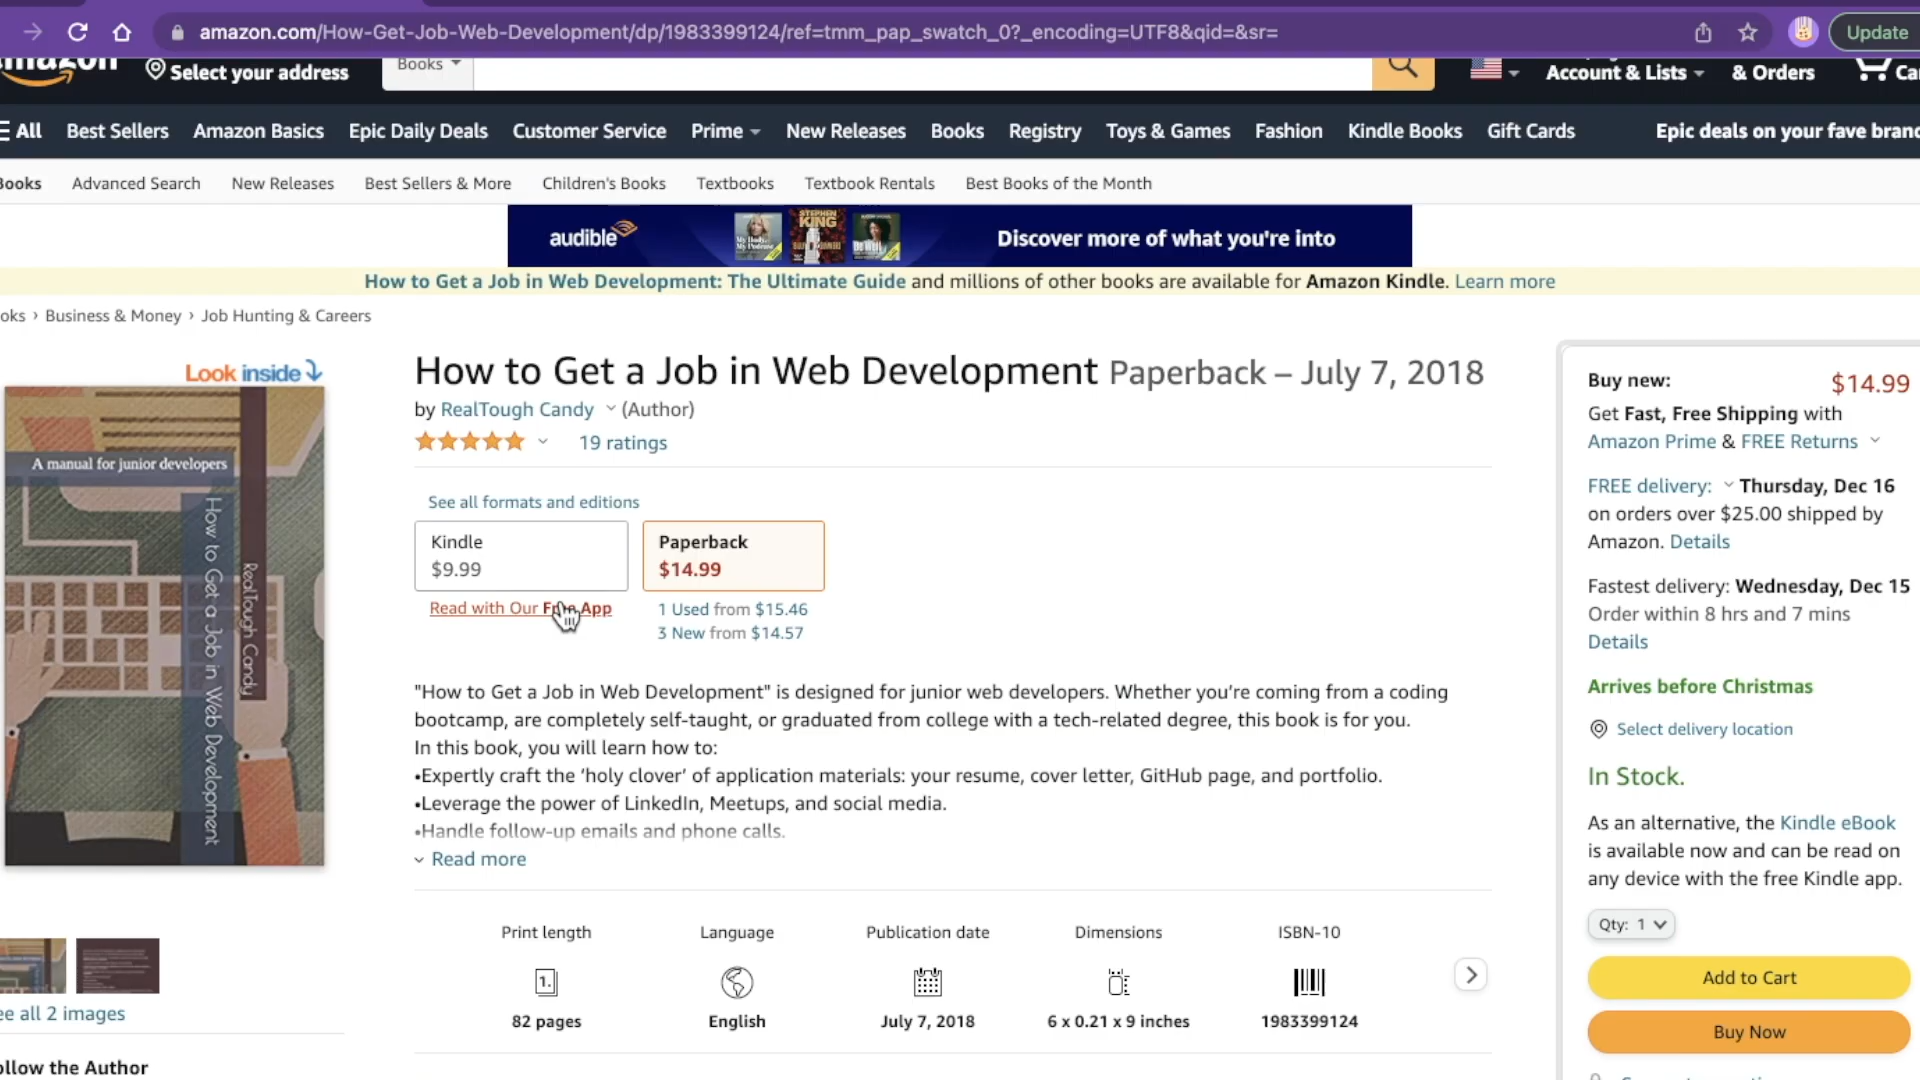 amazon.com/How-Get-Job-Web-Development/dp/1983399124/ref=tmm_pap_swatch_0?_encoding=UTF8&qid=&sr=
Update
amazon
Select your address
Books
Account & Lists
& Orders
All Best Sellers Amazon Basics Epic Daily Deals Customer Service Prime New Releases Books Registry Toys & Games Fashion Kindle Books Gift Cards Epic deals on your fave
Books Advanced Search New Releases Best Sellers & More Children's Books Textbooks Textbook Rentals Best Books of the Month
audible STEPHEN KING Discover more of what you're into
How to Get a Job in Web Development: The Ultimate Guide and millions of other books are available for Amazon Kindle. Learn more
› Business & Money › Job Hunting & Careers
Look inside
A manual for junior developers
How to Get a Job in Web Development
RealTough Candy
See all 2 images
Follow the Author
How to Get a Job in Web Development Paperback – July 7, 2018
by RealTough Candy (Author)
19 ratings
See all formats and editions
Kindle
$9.99
Read with Our Free App
Paperback
$14.99
1 Used from $15.46
3 New from $14.57
"How to Get a Job in Web Development" is designed for junior web developers. Whether you're coming from a coding
bootcamp, are completely self-taught, or graduated from college with a tech-related degree, this book is for you.
In this book, you will learn how to:
•Expertly craft the 'holy clover' of application materials: your resume, cover letter, GitHub page, and portfolio.
•Leverage the power of LinkedIn, Meetups, and social media.
•Handle follow-up emails and phone calls.
Read more
Print length Language Publication date Dimensions ISBN-10
1.
82 pages English July 7, 2018 6 x 0.21 x 9 inches 1983399124
Buy new: $14.99
Get Fast, Free Shipping with
Amazon Prime & FREE Returns
FREE delivery: Thursday, Dec 16
on orders over $25.00 shipped by
Amazon. Details
Fastest delivery: Wednesday, Dec 15
Order within 8 hrs and 7 mins
Details
Arrives before Christmas
Select delivery location
In Stock.
As an alternative, the Kindle eBook
is available now and can be read on
any device with the free Kindle app.
Qty: 1
Add to Cart
Buy Now